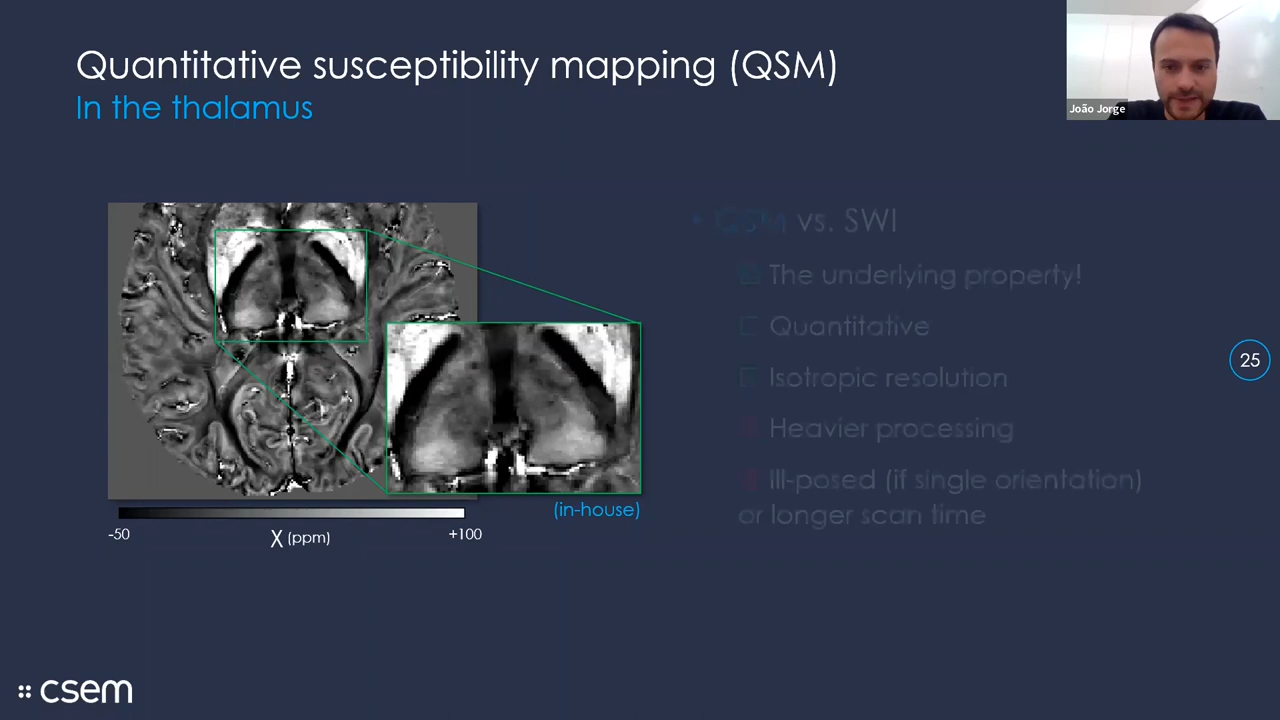 Quantitative susceptibility mapping (QSM)
In the thalamus
João Jorge
• QSM vs. SWI
The underlying property!
Quantitative
Isotropic resolution
Heavier processing
Ill-posed (if single orientation)
or longer scan time
25
(in-house)
-50
χ (ppm)
+100
csem